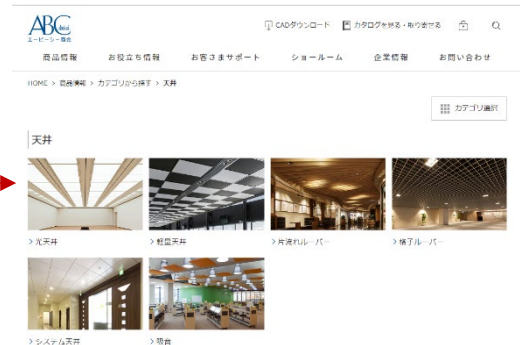 ABC
エービーシー商会
CADダウンロード
カタログを見る・取り寄せる
商品情報
お役立ち情報
お客さまサポート
ショールーム
企業情報
お問い合わせ
HOME > 商品情報 > カテゴリから探す > 天井
カテゴリ選択
天井
> 光天井
> 軽量天井
> 片流れルーバー
> 格子ルーバー
> システム天井
> 吸音